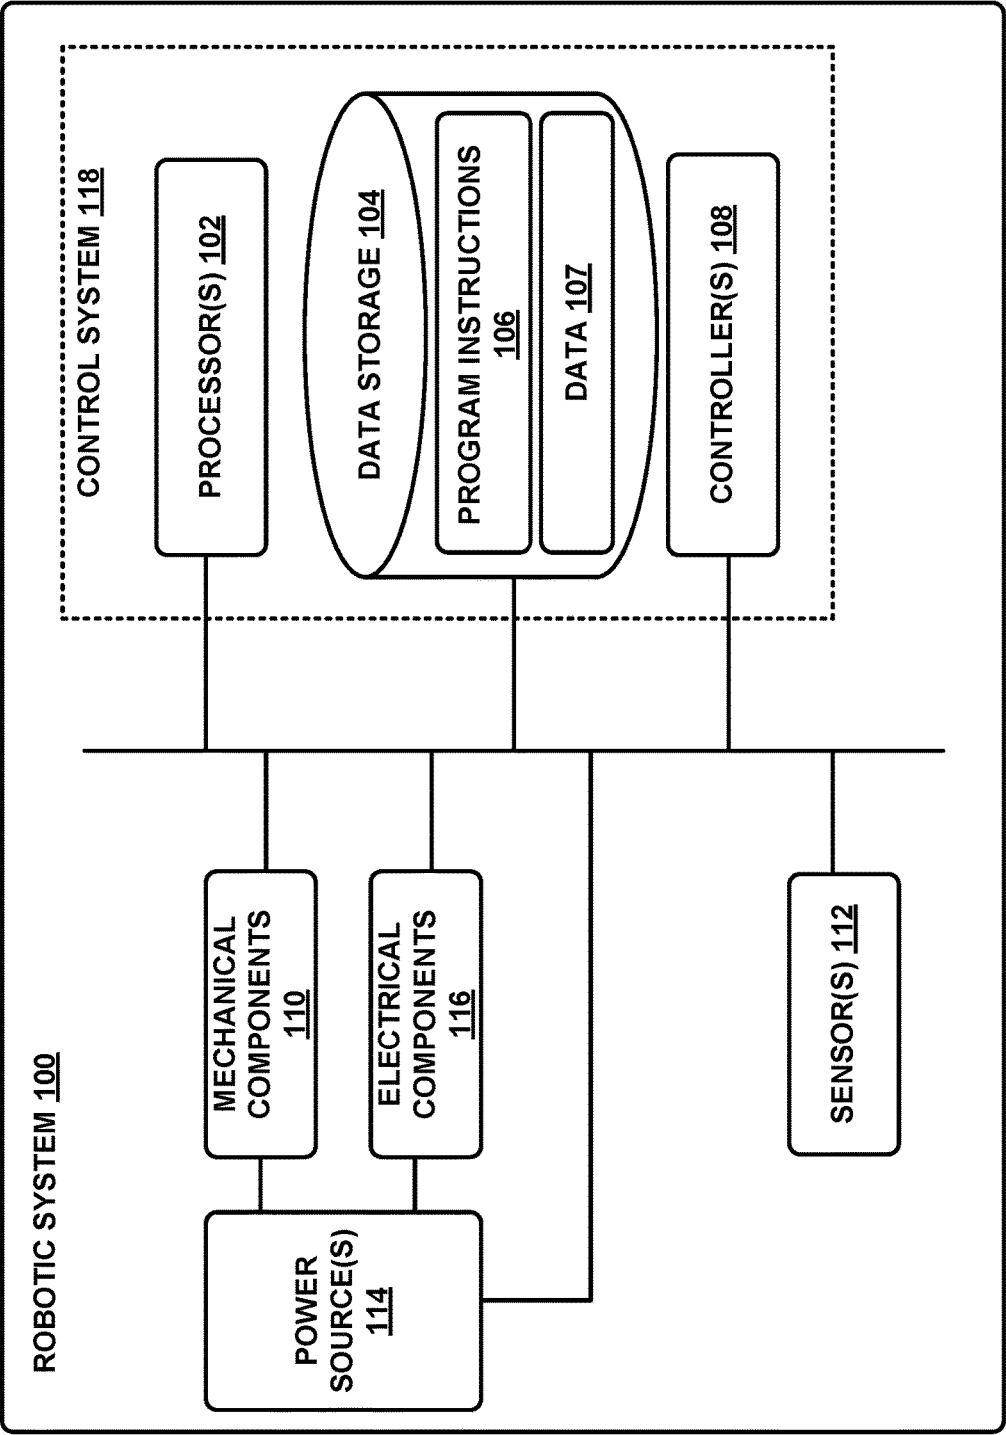 ROBOTIC SYSTEM 100
CONTROL SYSTEM 118
PROCESSOR(S) 102
DATA STORAGE 104
PROGRAM INSTRUCTIONS
106
DATA 107
CONTROLLER(S) 108
MECHANICAL
COMPONENTS
110
ELECTRICAL
COMPONENTS
116
POWER
SOURCE(S)
114
SENSOR(S) 112